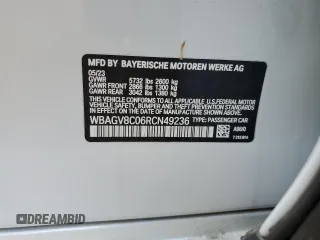 MFD BY BAYERISCHE MOTOREN WERKE AG
05/23
GVWR 5732 lbs 2600 kg
GAWR FRONT 2866 lbs 1300 kg
GAWR REAR 3042 lbs 1380 kg
THIS VEHICLE CONFORMS TO ALL APPLICABLE U.S. FEDERAL MOTOR
VEHICLE SAFETY, BUMPER AND THEFT PREVENTION STANDARDS
IN EFFECT ON THE DATE OF MANUFACTURE SHOWN ABOVE.
WBAGV8C06RCN49236
TYPE: PASSENGER CAR
DREAMBID